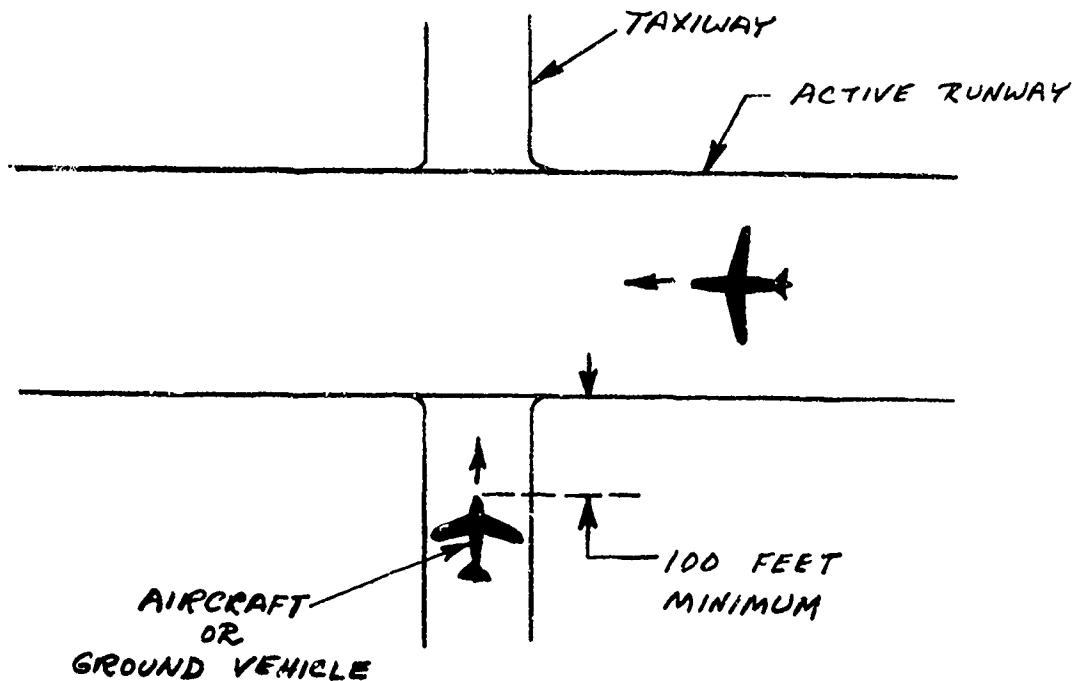 TAXIWAY
ACTIVE RUNWAY
100 FEET
MINIMUM
AIRCRAFT
OR
GROUND VEHICLE